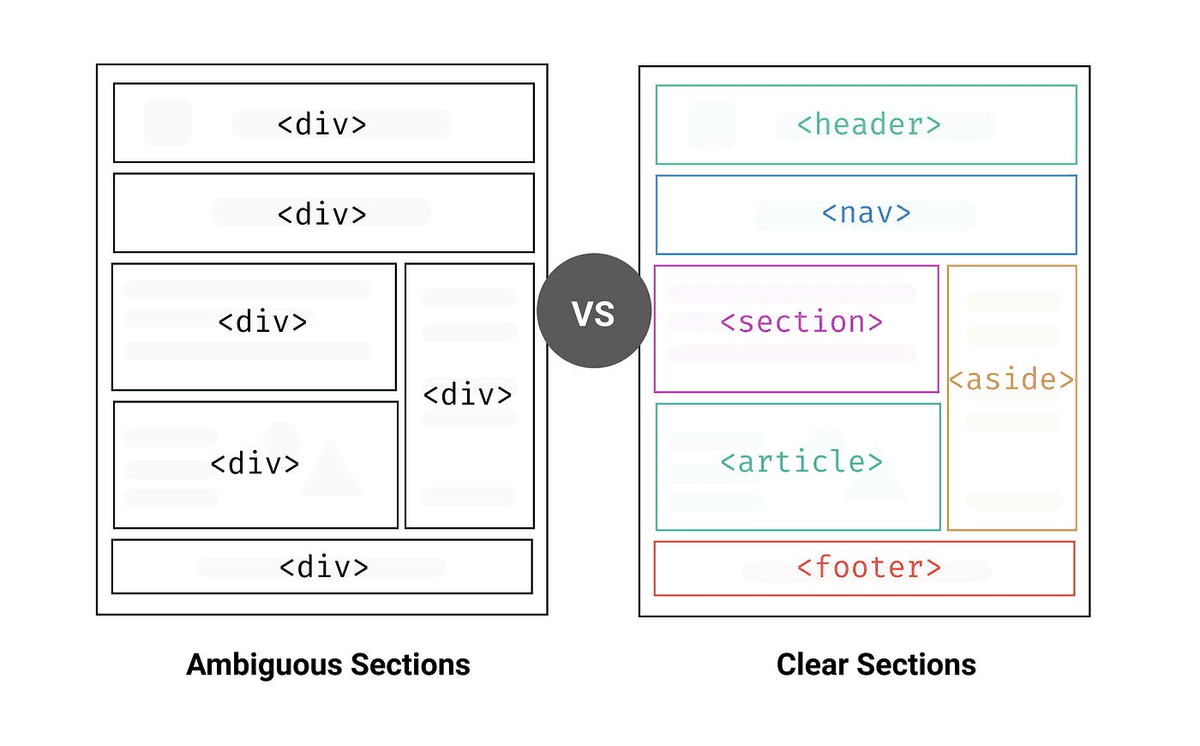 <div>
<div>
<div>
<div>
<div>
<div>
Ambiguous Sections
VS
<header>
<nav>
<section>
<aside>
<article>
<footer>
Clear Sections